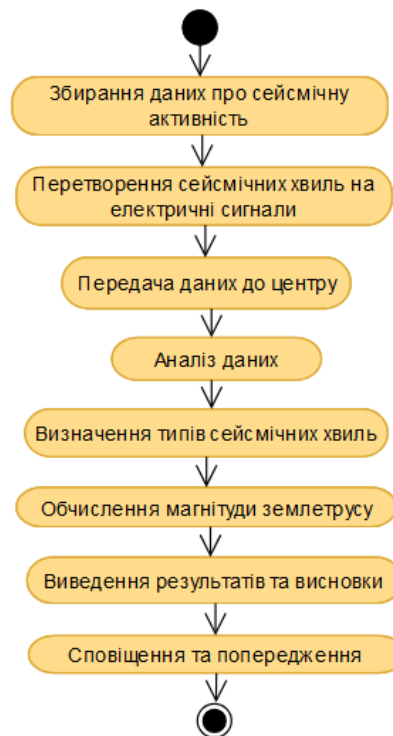 Збирання даних про сейсмічну
активність
Перетворення сейсмічних хвиль на
електричні сигнали
Передача даних до центру
Аналіз даних
Визначення типів сейсмічних хвиль
Обчислення магнітуди землетрусу
Виведення результатів та висновки
Сповіщення та попередження